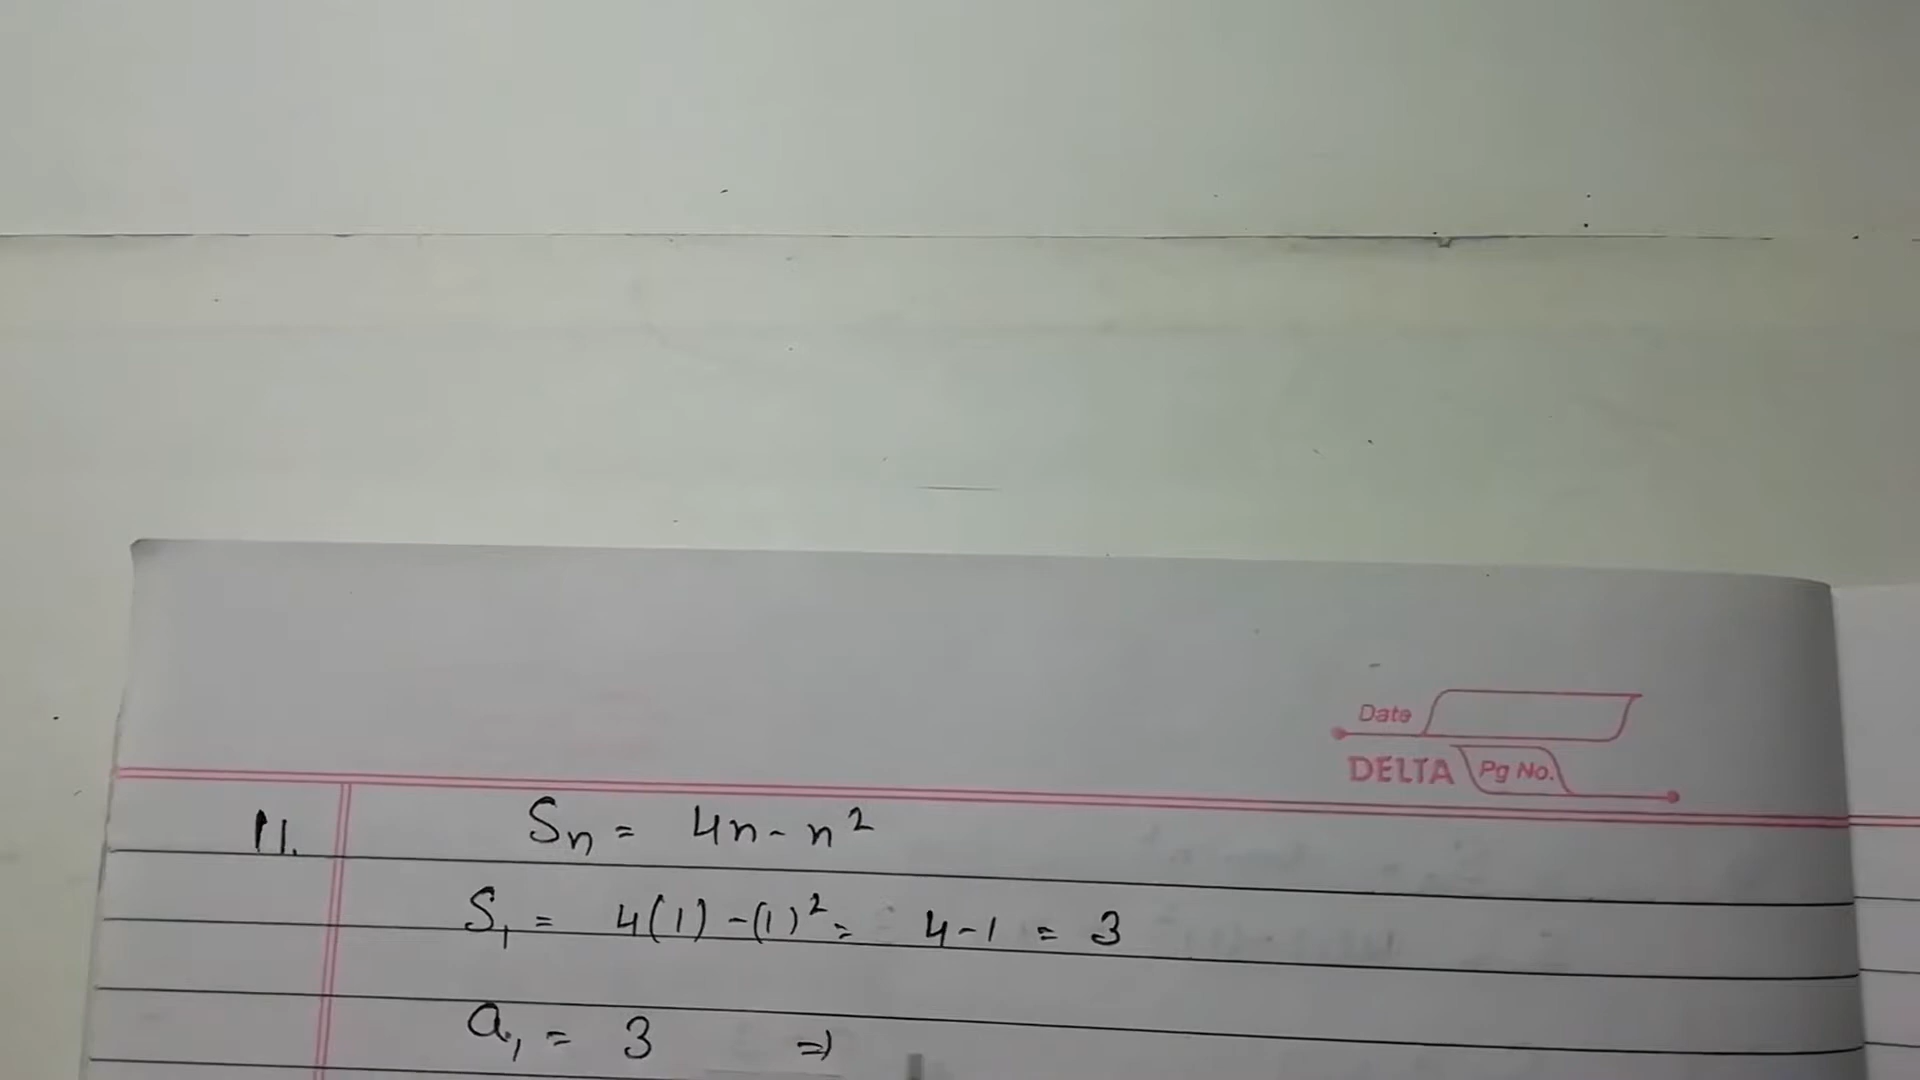 Date
DELTA Pg No.
11. Sn = 4n - n²
S₁ = 4(1) - (1)² = 4 - 1 = 3
a₁ = 3 ⇒